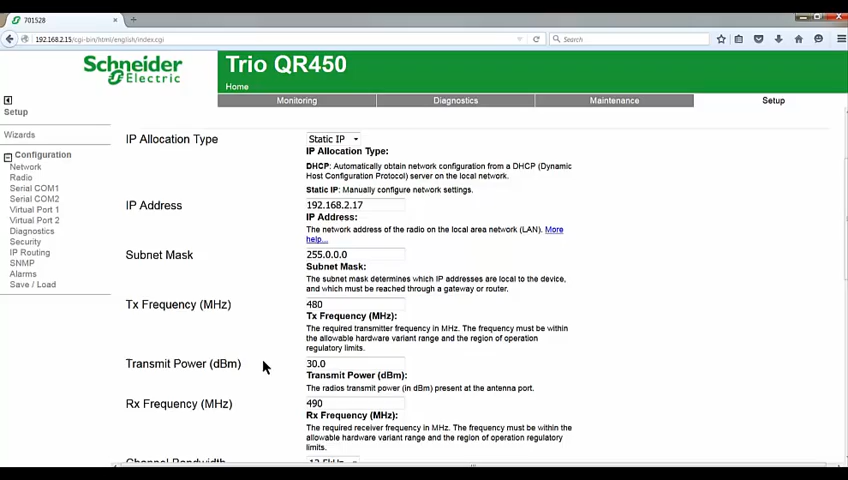 701528
192.168.2.15/cgi-bin/html/english/index.cgi
Search
Schneider
Electric
Trio QR450
Home
Monitoring
Diagnostics
Maintenance
Setup
Setup
Wizards
Configuration
Network
Radio
Serial COM1
Serial COM2
Virtual Port 1
Virtual Port 2
Diagnostics
Security
IP Routing
SNMP
Alarms
Save / Load
IP Allocation Type
Static IP
IP Allocation Type:
DHCP: Automatically obtain network configuration from a DHCP (Dynamic
Host Configuration Protocol) server on the local network.
Static IP: Manually configure network settings.
IP Address
192.168.2.17
IP Address:
The network address of the radio on the local area network (LAN). More
help...
Subnet Mask
255.0.0.0
Subnet Mask:
The subnet mask determines which IP addresses are local to the device,
and which must be reached through a gateway or router.
Tx Frequency (MHz)
480
Tx Frequency (MHz):
The required transmitter frequency in MHz. The frequency must be within
the allowable hardware variant range and the region of operation
regulatory limits.
Transmit Power (dBm)
30.0
Transmit Power (dBm):
The radios transmit power (in dBm) present at the antenna port.
Rx Frequency (MHz)
490
Rx Frequency (MHz):
The required receiver frequency in MHz. The frequency must be within the
allowable hardware variant range and the region of operation regulatory
limits.
Channel Bandwidth
12.5kHz